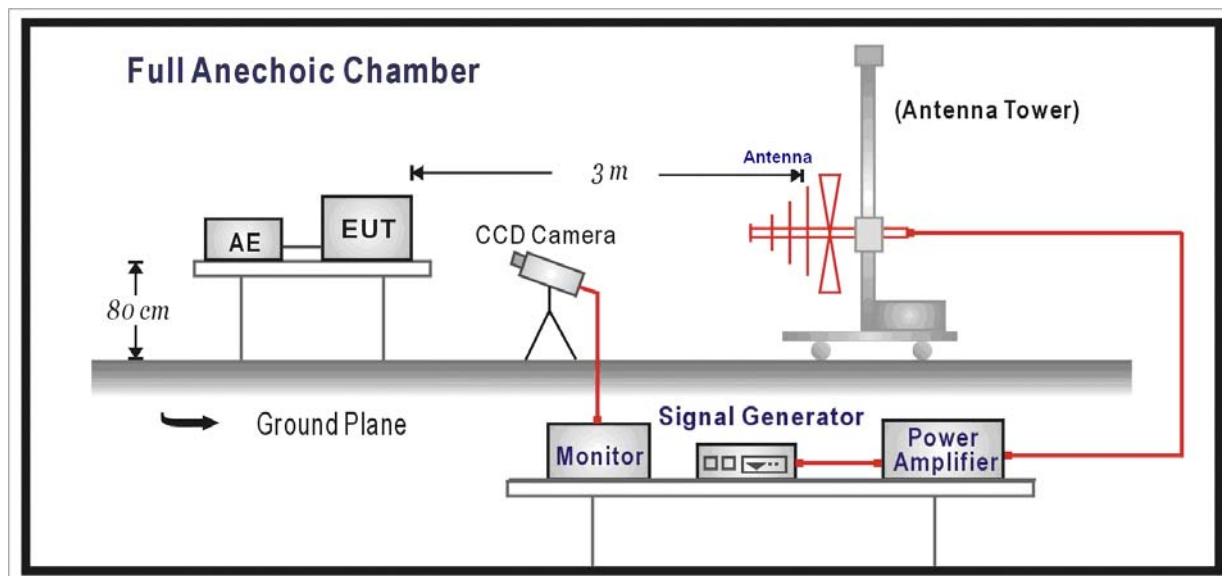 Full Anechoic Chamber
(Antenna Tower)
Antenna
3 m
AE
EUT
CCD Camera
80 cm
Ground Plane
Signal Generator
Monitor
Power
Amplifier